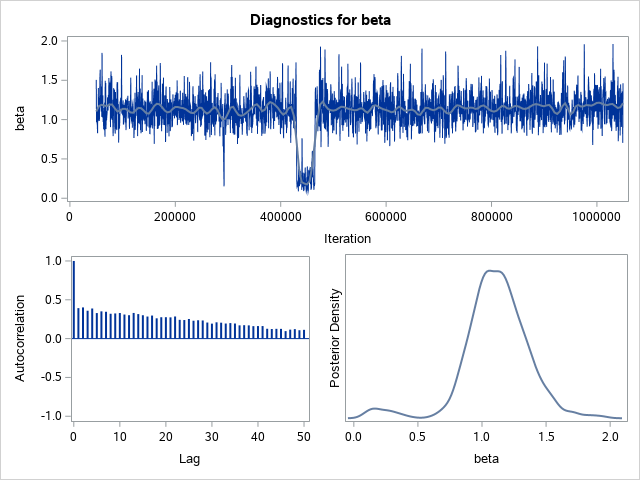 Diagnostics for beta
2.0
1.5
1.0
0.5
0.0
beta
0 200000 400000 600000 800000 1000000
Iteration
1.0
0.5
0.0
-0.5
-1.0
Autocorrelation
0 10 20 30 40 50
Lag
Posterior Density
0.0 0.5 1.0 1.5 2.0
beta